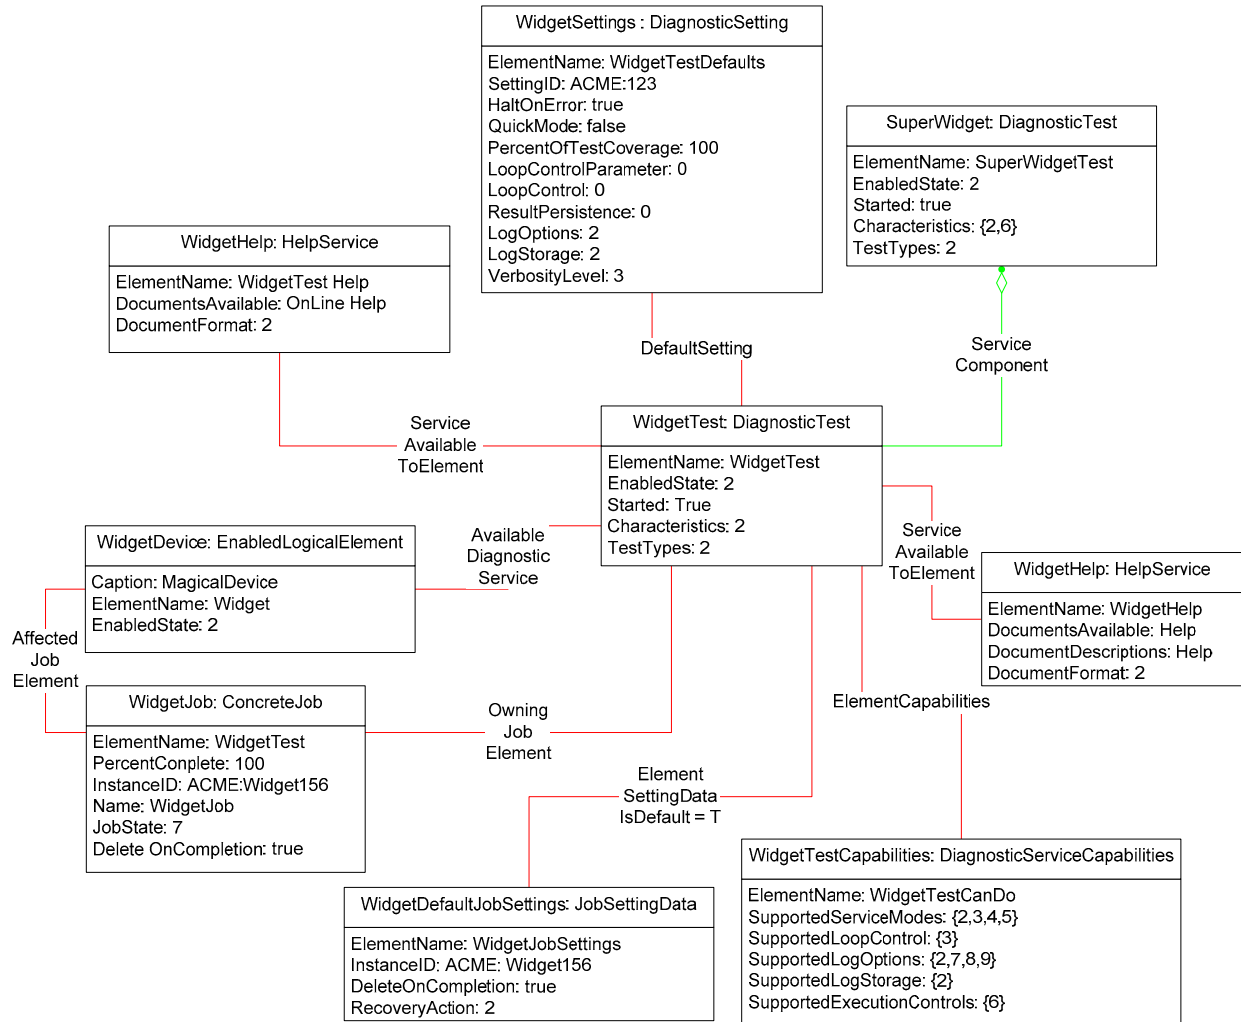 WidgetSettings : DiagnosticSetting
ElementName: WidgetTestDefaults
SettingID: ACME:123
HaltOnError: true
QuickMode: false
PercentOfTestCoverage: 100
LoopControlParameter: 0
LoopControl: 0
ResultPersistence: 0
LogOptions: 2
LogStorage: 2
VerbosityLevel: 3
SuperWidget: DiagnosticTest
ElementName: SuperWidgetTest
EnabledState: 2
Started: true
Characteristics: {2,6}
TestTypes: 2
WidgetHelp: HelpService
ElementName: WidgetTest Help
DocumentsAvailable: OnLine Help
DocumentFormat: 2
DefaultSetting
Service
Component
Service
Available
ToElement
WidgetTest: DiagnosticTest
ElementName: WidgetTest
EnabledState: 2
Started: True
Characteristics: 2
TestTypes: 2
WidgetDevice: EnabledLogicalElement
Caption: MagicalDevice
ElementName: Widget
EnabledState: 2
Available
Diagnostic
Service
Service
Available
ToElement
WidgetHelp: HelpService
ElementName: WidgetHelp
DocumentsAvailable: Help
DocumentDescriptions: Help
DocumentFormat: 2
Affected
Job
Element
WidgetJob: ConcreteJob
ElementName: WidgetTest
PercentConplete: 100
InstanceID: ACME:Widget156
Name: WidgetJob
JobState: 7
Delete OnCompletion: true
Owning
Job
Element
ElementCapabilities
Element
SettingData
IsDefault = T
WidgetDefaultJobSettings: JobSettingData
ElementName: WidgetJobSettings
InstanceID: ACME: Widget156
DeleteOnCompletion: true
RecoveryAction: 2
WidgetTestCapabilities: DiagnosticServiceCapabilities
ElementName: WidgetTestCanDo
SupportedServiceModes: {2,3,4,5}
SupportedLoopControl: {3}
SupportedLogOptions: {2,7,8,9}
SupportedLogStorage: {2}
SupportedExecutionControls: {6}